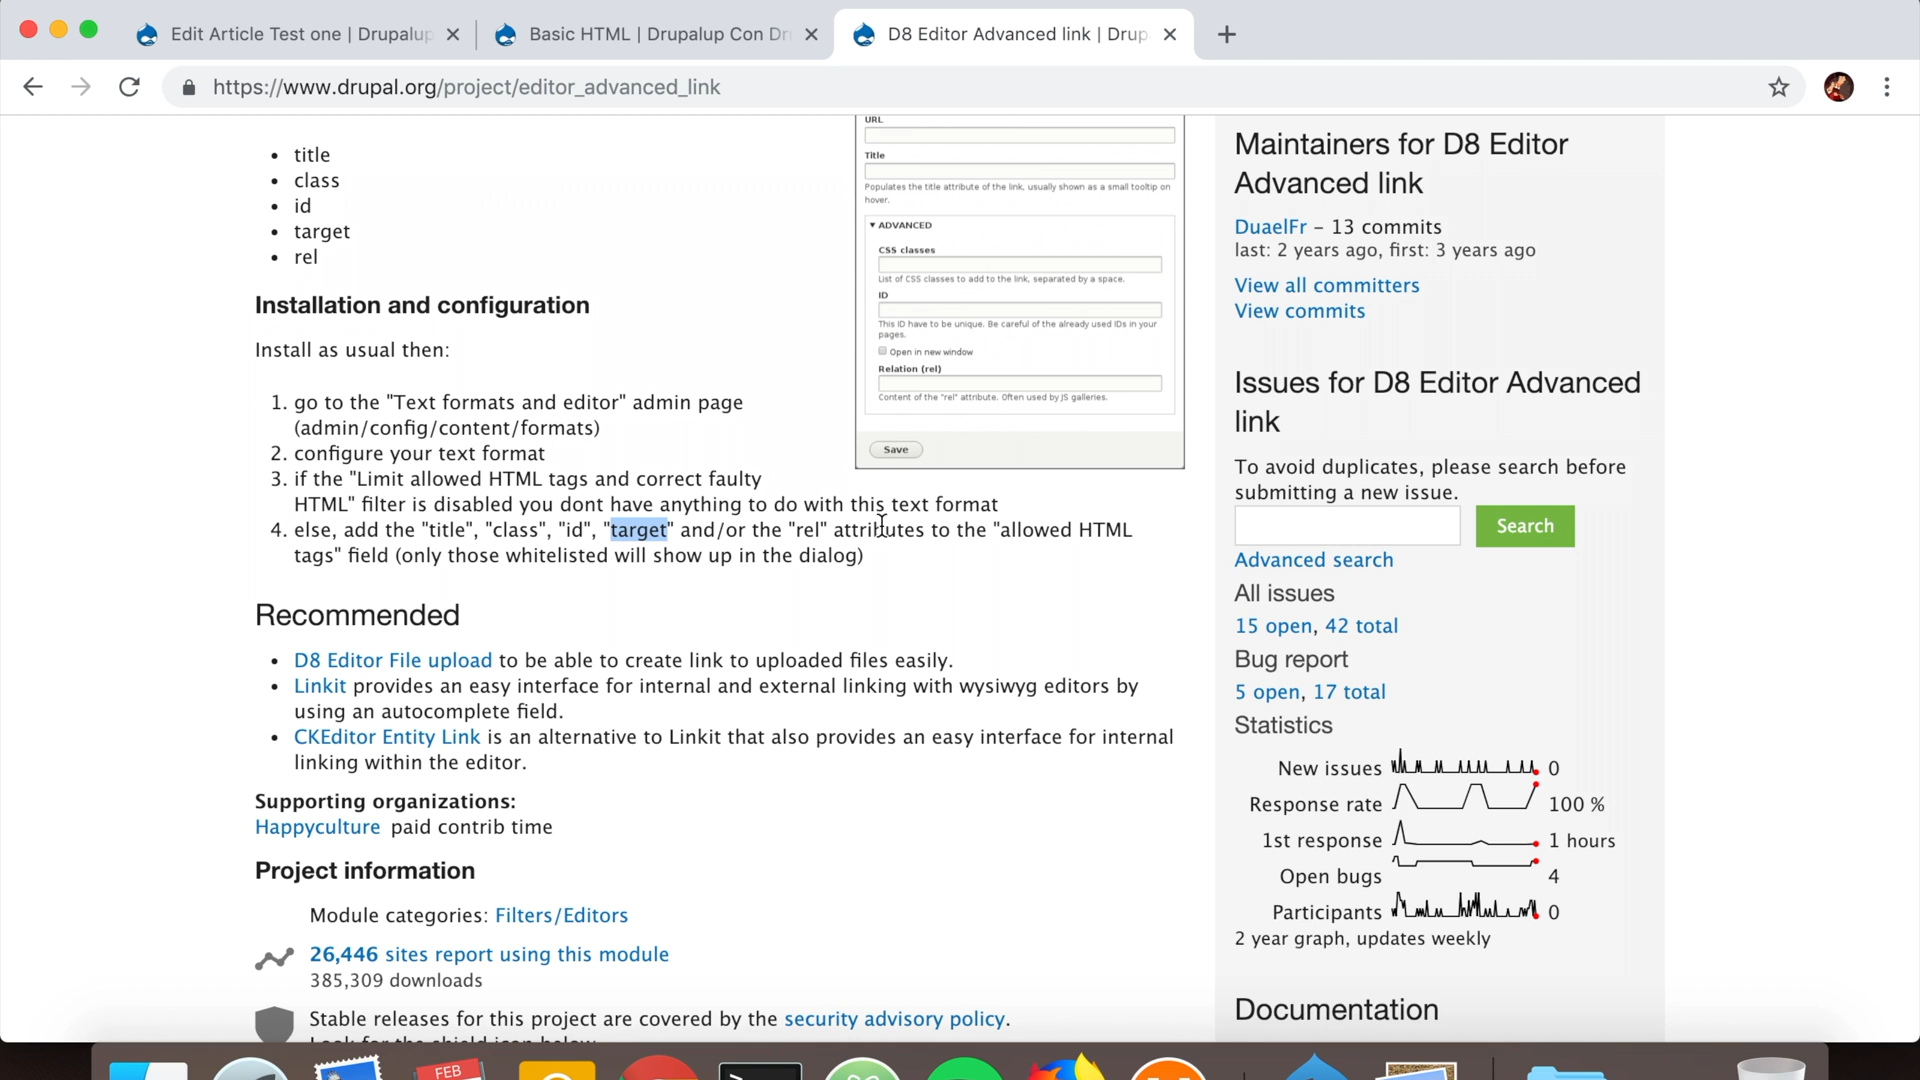 Edit Article Test one | Drupalup
Basic HTML | Drupalup Con Dr
D8 Editor Advanced link | Drup
https://www.drupal.org/project/editor_advanced_link
title
class
id
target
rel
Installation and configuration
Install as usual then:
1. go to the "Text formats and editor" admin page
(admin/config/content/formats)
2. configure your text format
3. if the "Limit allowed HTML tags and correct faulty
HTML" filter is disabled you dont have anything to do with this text format
4. else, add the "title", "class", "id", "target" and/or the "rel" attributes to the "allowed HTML
tags" field (only those whitelisted will show up in the dialog)
URL
Title
Populates the title attribute of the link, usually shown as a small tooltip on
hover.
ADVANCED
CSS classes
List of CSS classes to add to the link, separated by a space.
ID
This ID have to be unique. Be careful of the already used IDs in your
pages.
Open in new window
Relation (rel)
Content of the "rel" attribute. Often used by JS galleries.
Save
Recommended
D8 Editor File upload to be able to create link to uploaded files easily.
Linkit provides an easy interface for internal and external linking with wysiwyg editors by
using an autocomplete field.
CKEditor Entity Link is an alternative to Linkit that also provides an easy interface for internal
linking within the editor.
Supporting organizations:
Happyculture paid contrib time
Project information
Module categories: Filters/Editors
26,446 sites report using this module
385,309 downloads
Stable releases for this project are covered by the security advisory policy.
Look for the shield icon below.
Maintainers for D8 Editor
Advanced link
DuaelFr – 13 commits
last: 2 years ago, first: 3 years ago
View all committers
View commits
Issues for D8 Editor Advanced
link
To avoid duplicates, please search before
submitting a new issue.
Search
Advanced search
All issues
15 open, 42 total
Bug report
5 open, 17 total
Statistics
New issues 0
Response rate 100 %
1st response 1 hours
Open bugs 4
Participants 0
2 year graph, updates weekly
Documentation
FEB